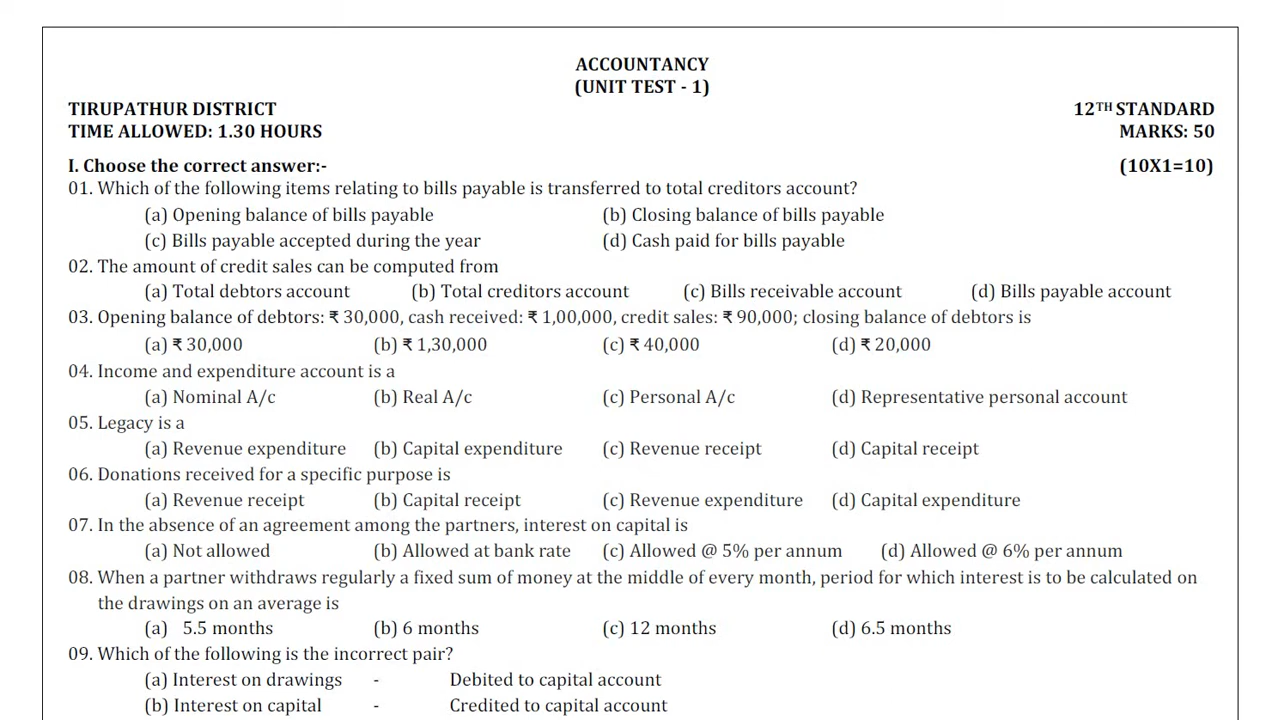 ACCOUNTANCY
(UNIT TEST - 1)
TIRUPATHUR DISTRICT 12TH STANDARD
TIME ALLOWED: 1.30 HOURS MARKS: 50
I. Choose the correct answer:- (10X1=10)
01. Which of the following items relating to bills payable is transferred to total creditors account?
(a) Opening balance of bills payable (b) Closing balance of bills payable
(c) Bills payable accepted during the year (d) Cash paid for bills payable
02. The amount of credit sales can be computed from
(a) Total debtors account (b) Total creditors account (c) Bills receivable account (d) Bills payable account
03. Opening balance of debtors: ₹ 30,000, cash received: ₹ 1,00,000, credit sales: ₹ 90,000; closing balance of debtors is
(a) ₹ 30,000 (b) ₹ 1,30,000 (c) ₹ 40,000 (d) ₹ 20,000
04. Income and expenditure account is a
(a) Nominal A/c (b) Real A/c (c) Personal A/c (d) Representative personal account
05. Legacy is a
(a) Revenue expenditure (b) Capital expenditure (c) Revenue receipt (d) Capital receipt
06. Donations received for a specific purpose is
(a) Revenue receipt (b) Capital receipt (c) Revenue expenditure (d) Capital expenditure
07. In the absence of an agreement among the partners, interest on capital is
(a) Not allowed (b) Allowed at bank rate (c) Allowed @ 5% per annum (d) Allowed @ 6% per annum
08. When a partner withdraws regularly a fixed sum of money at the middle of every month, period for which interest is to be calculated on
the drawings on an average is
(a) 5.5 months (b) 6 months (c) 12 months (d) 6.5 months
09. Which of the following is the incorrect pair?
(a) Interest on drawings - Debited to capital account
(b) Interest on capital - Credited to capital account